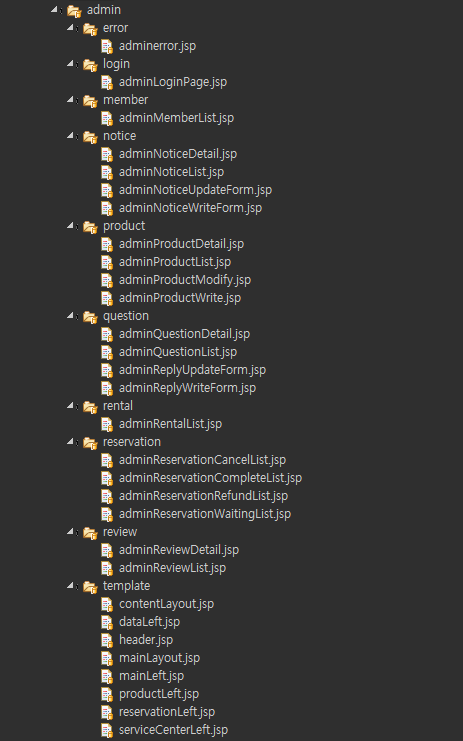 admin
error
adminerror.jsp
login
adminLoginPage.jsp
member
adminMemberList.jsp
notice
adminNoticeDetail.jsp
adminNoticeList.jsp
adminNoticeUpdateForm.jsp
adminNoticeWriteForm.jsp
product
adminProductDetail.jsp
adminProductList.jsp
adminProductModify.jsp
adminProductWrite.jsp
question
adminQuestionDetail.jsp
adminQuestionList.jsp
adminReplyUpdateForm.jsp
adminReplyWriteForm.jsp
rental
adminRentalList.jsp
reservation
adminReservationCancelList.jsp
adminReservationCompleteList.jsp
adminReservationRefundList.jsp
adminReservationWaitingList.jsp
review
adminReviewDetail.jsp
adminReviewList.jsp
template
contentLayout.jsp
dataLeft.jsp
header.jsp
mainLayout.jsp
mainLeft.jsp
productLeft.jsp
reservationLeft.jsp
serviceCenterLeft.jsp